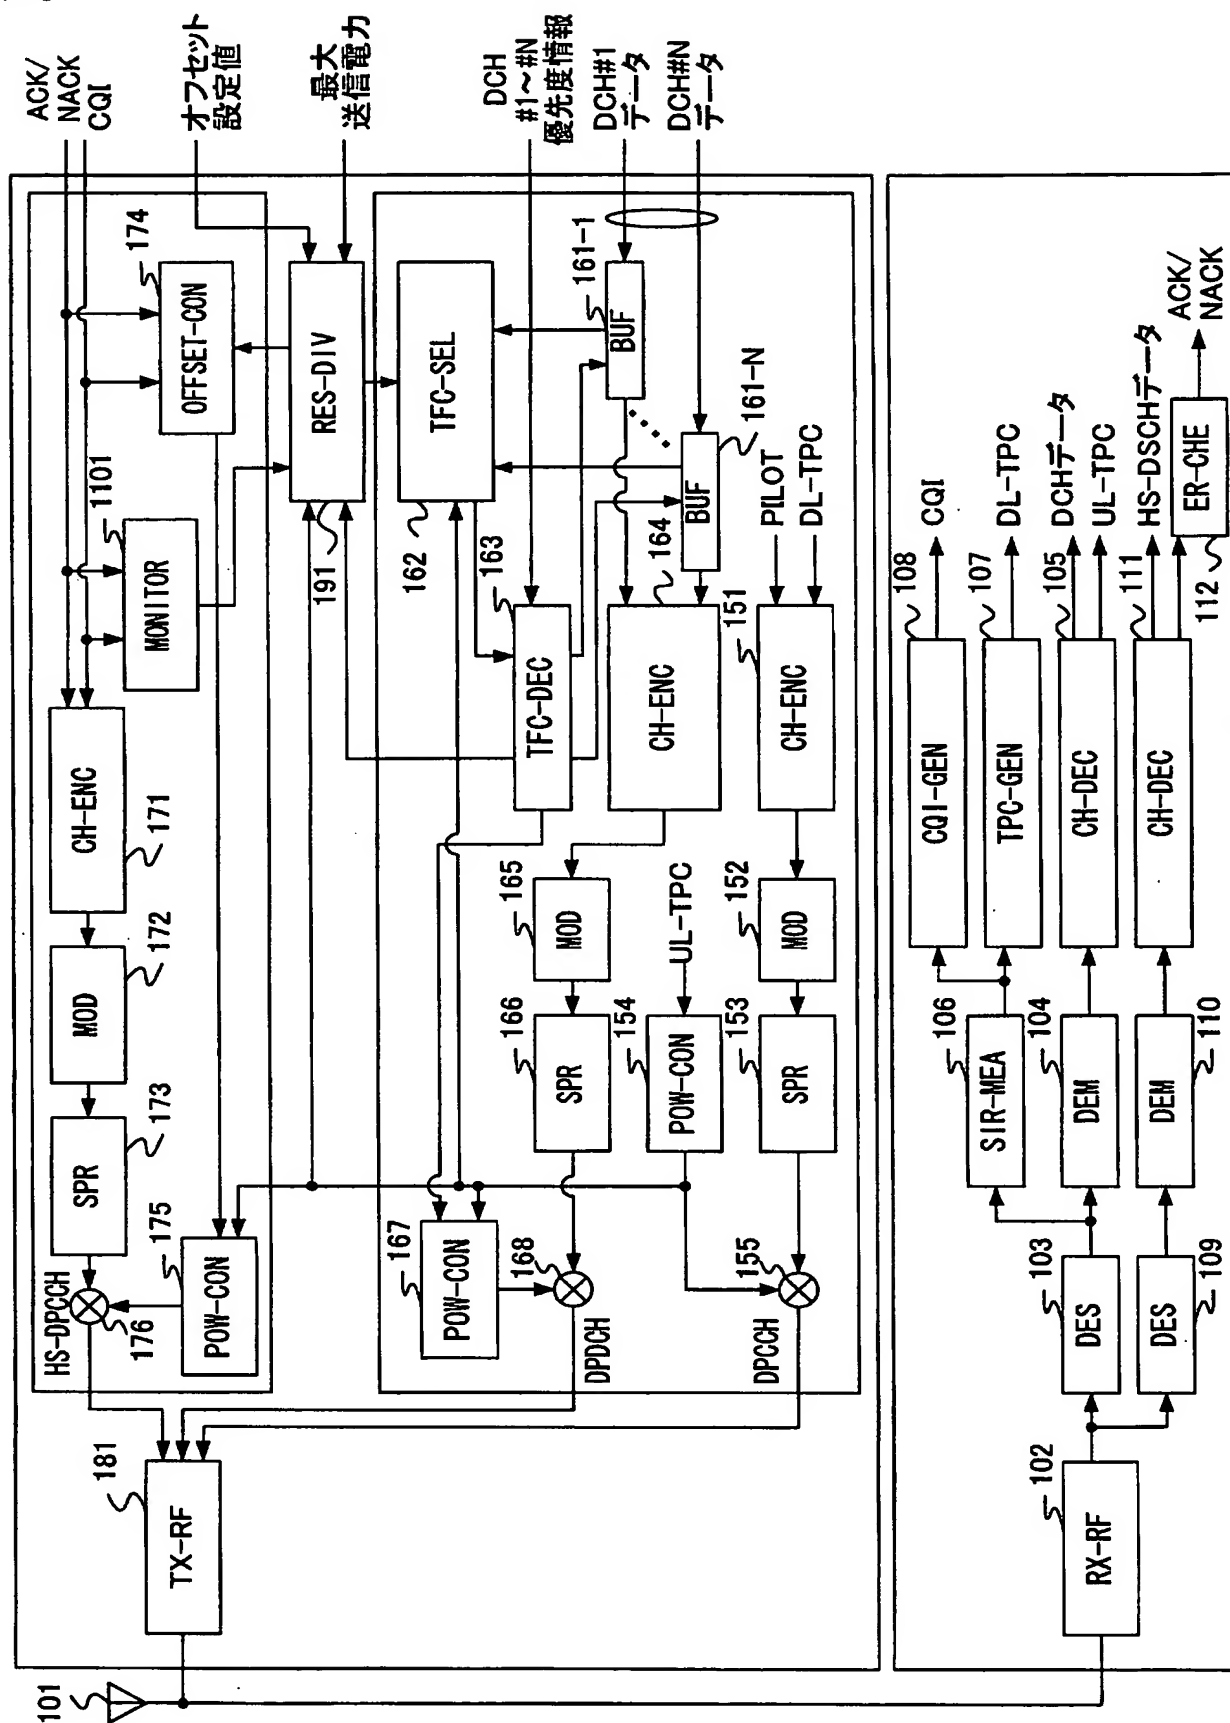 ACK/
NACK
CQI
オフセット
設定値
最大
送信電力
DCH
#1~#N
優先度情報
DCH#1
データ
DCH#N
データ
174
OFFSET-CON
1101
MONITOR
CH-ENC
171
172
MOD
173
SPR
HS-DPCCH
176
175
POW-CON
RES-DIV
191
TFC-SEL
162
163
TFC-DEC
161-1
BUF
161-N
BUF
164
CH-ENC
165
MOD
166
SPR
167
POW-CON
168
DPDCH
PILOT
DL-TPC
151
CH-ENC
152
MOD
153
SPR
UL-TPC
154
POW-CON
155
DPCCH
181
TX-RF
101
102
RX-RF
103
DES
109
DES
106
SIR-MEA
104
DEM
110
DEM
108
CQI-GEN
CQI
107
TPC-GEN
DL-TPC
105
CH-DEC
DCHデータ
UL-TPC
111
CH-DEC
HS-DSCHデータ
112
ER-CHE
ACK/
NACK